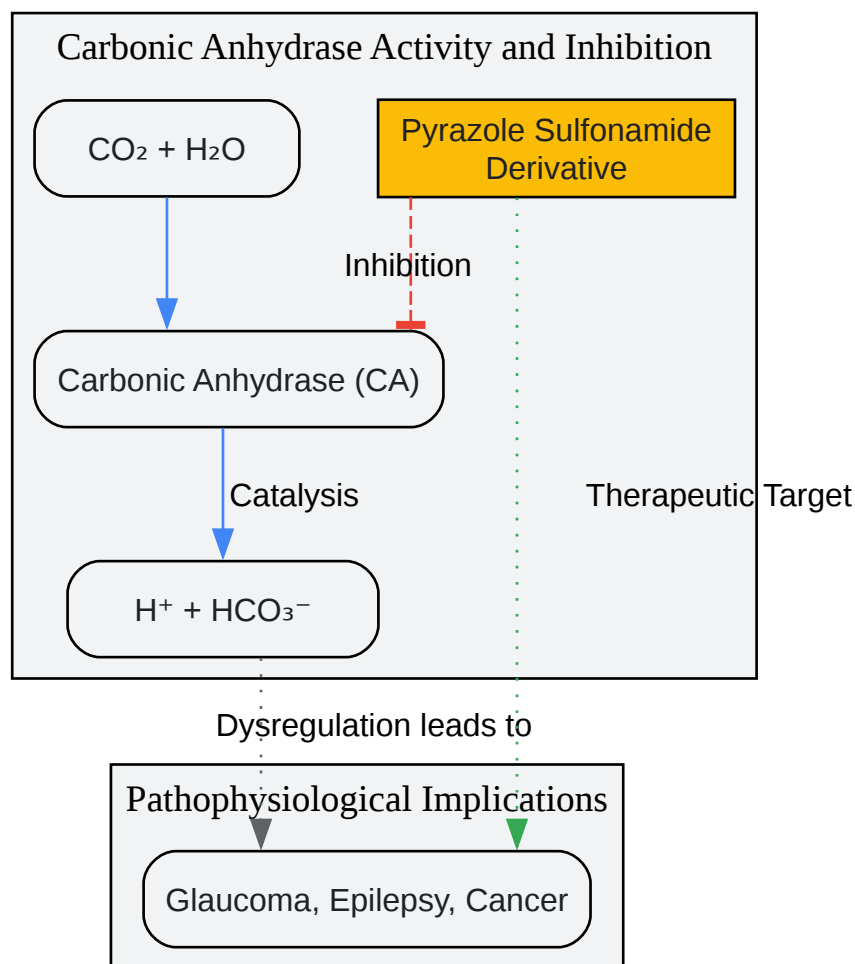 Carbonic Anhydrase Activity and Inhibition
CO₂ + H₂O
Pyrazole Sulfonamide
Derivative
Inhibition
Carbonic Anhydrase (CA)
Catalysis
Therapeutic Target
H⁺ + HCO₃⁻
Dysregulation leads to
Pathophysiological Implications
Glaucoma, Epilepsy, Cancer